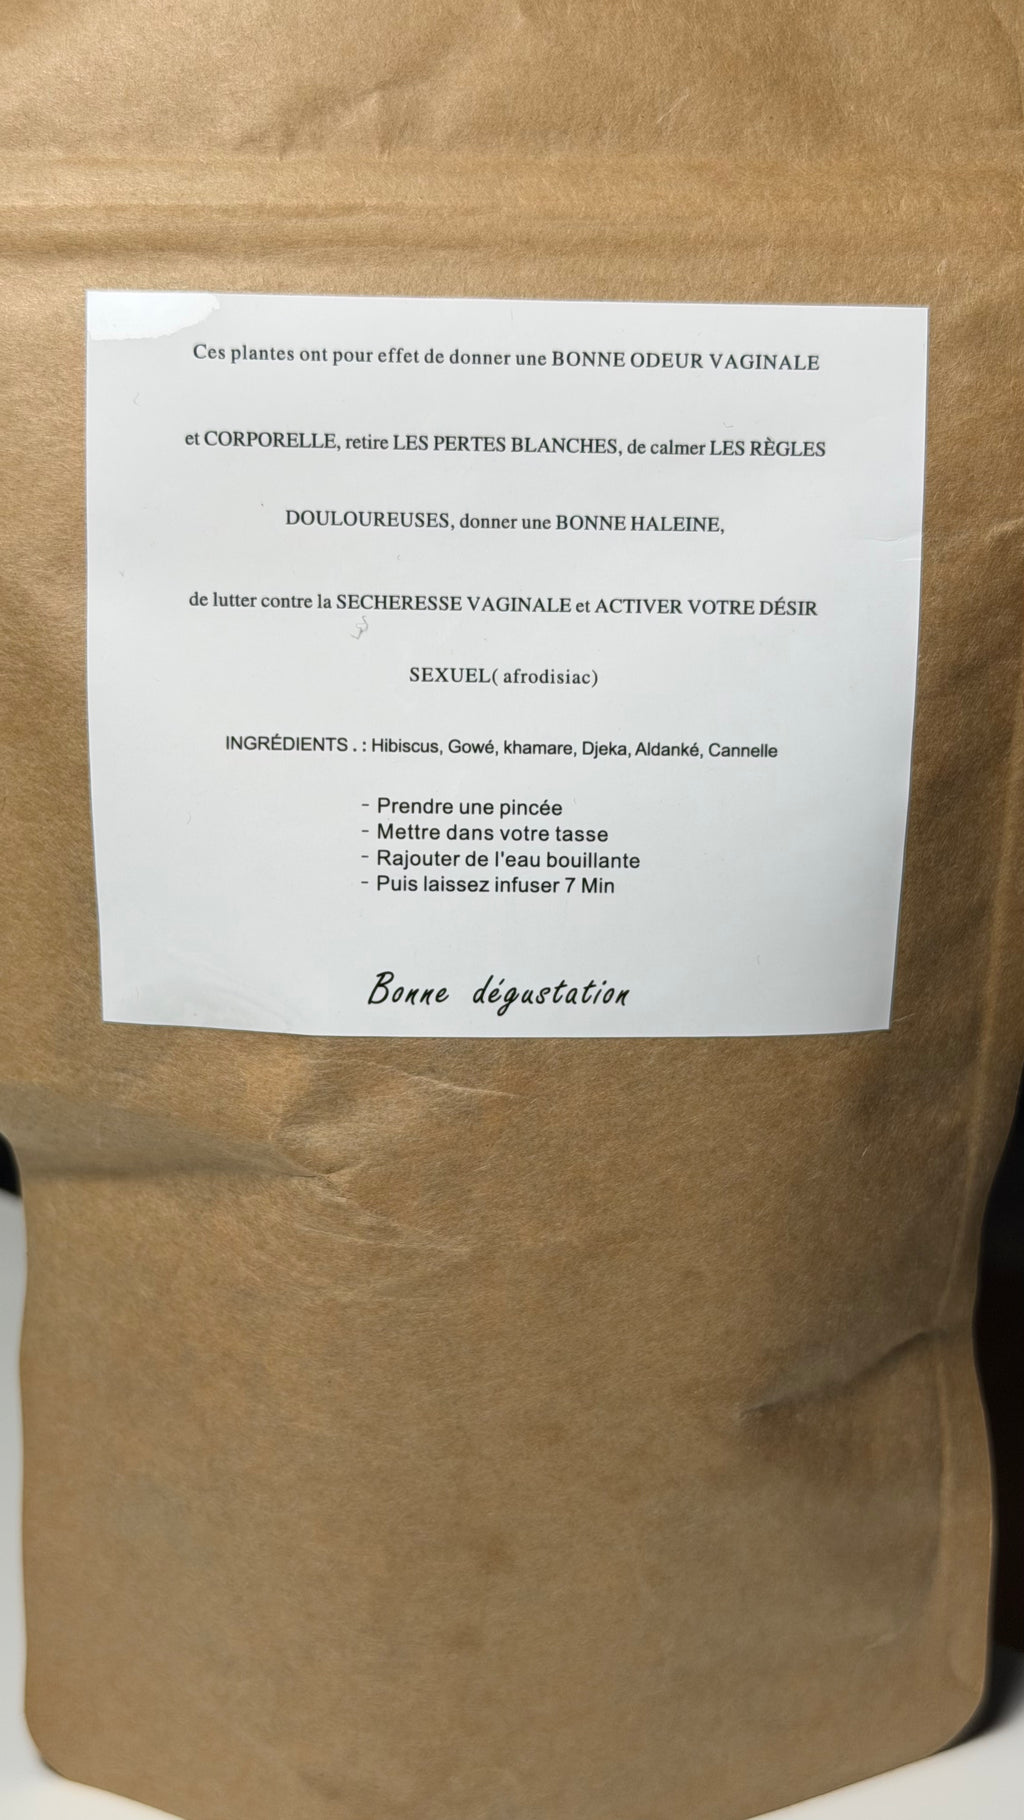 Ces plantes ont pour effet de donner une BONNE ODEUR VAGINALE
et CORPORELLE, retire LES PERTES BLANCHES, de calmer LES RÈGLES
DOULOUREUSES, donner une BONNE HALEINE,
de lutter contre la SECHERESSE VAGINALE et ACTIVER VOTRE DÉSIR
SEXUEL( afrodisiac)
INGRÉDIENTS . : Hibiscus, Gowé, khamare, Djeka, Aldanké, Cannelle
- Prendre une pincée
- Mettre dans votre tasse
- Rajouter de l'eau bouillante
- Puis laissez infuser 7 Min
Bonne dégustation